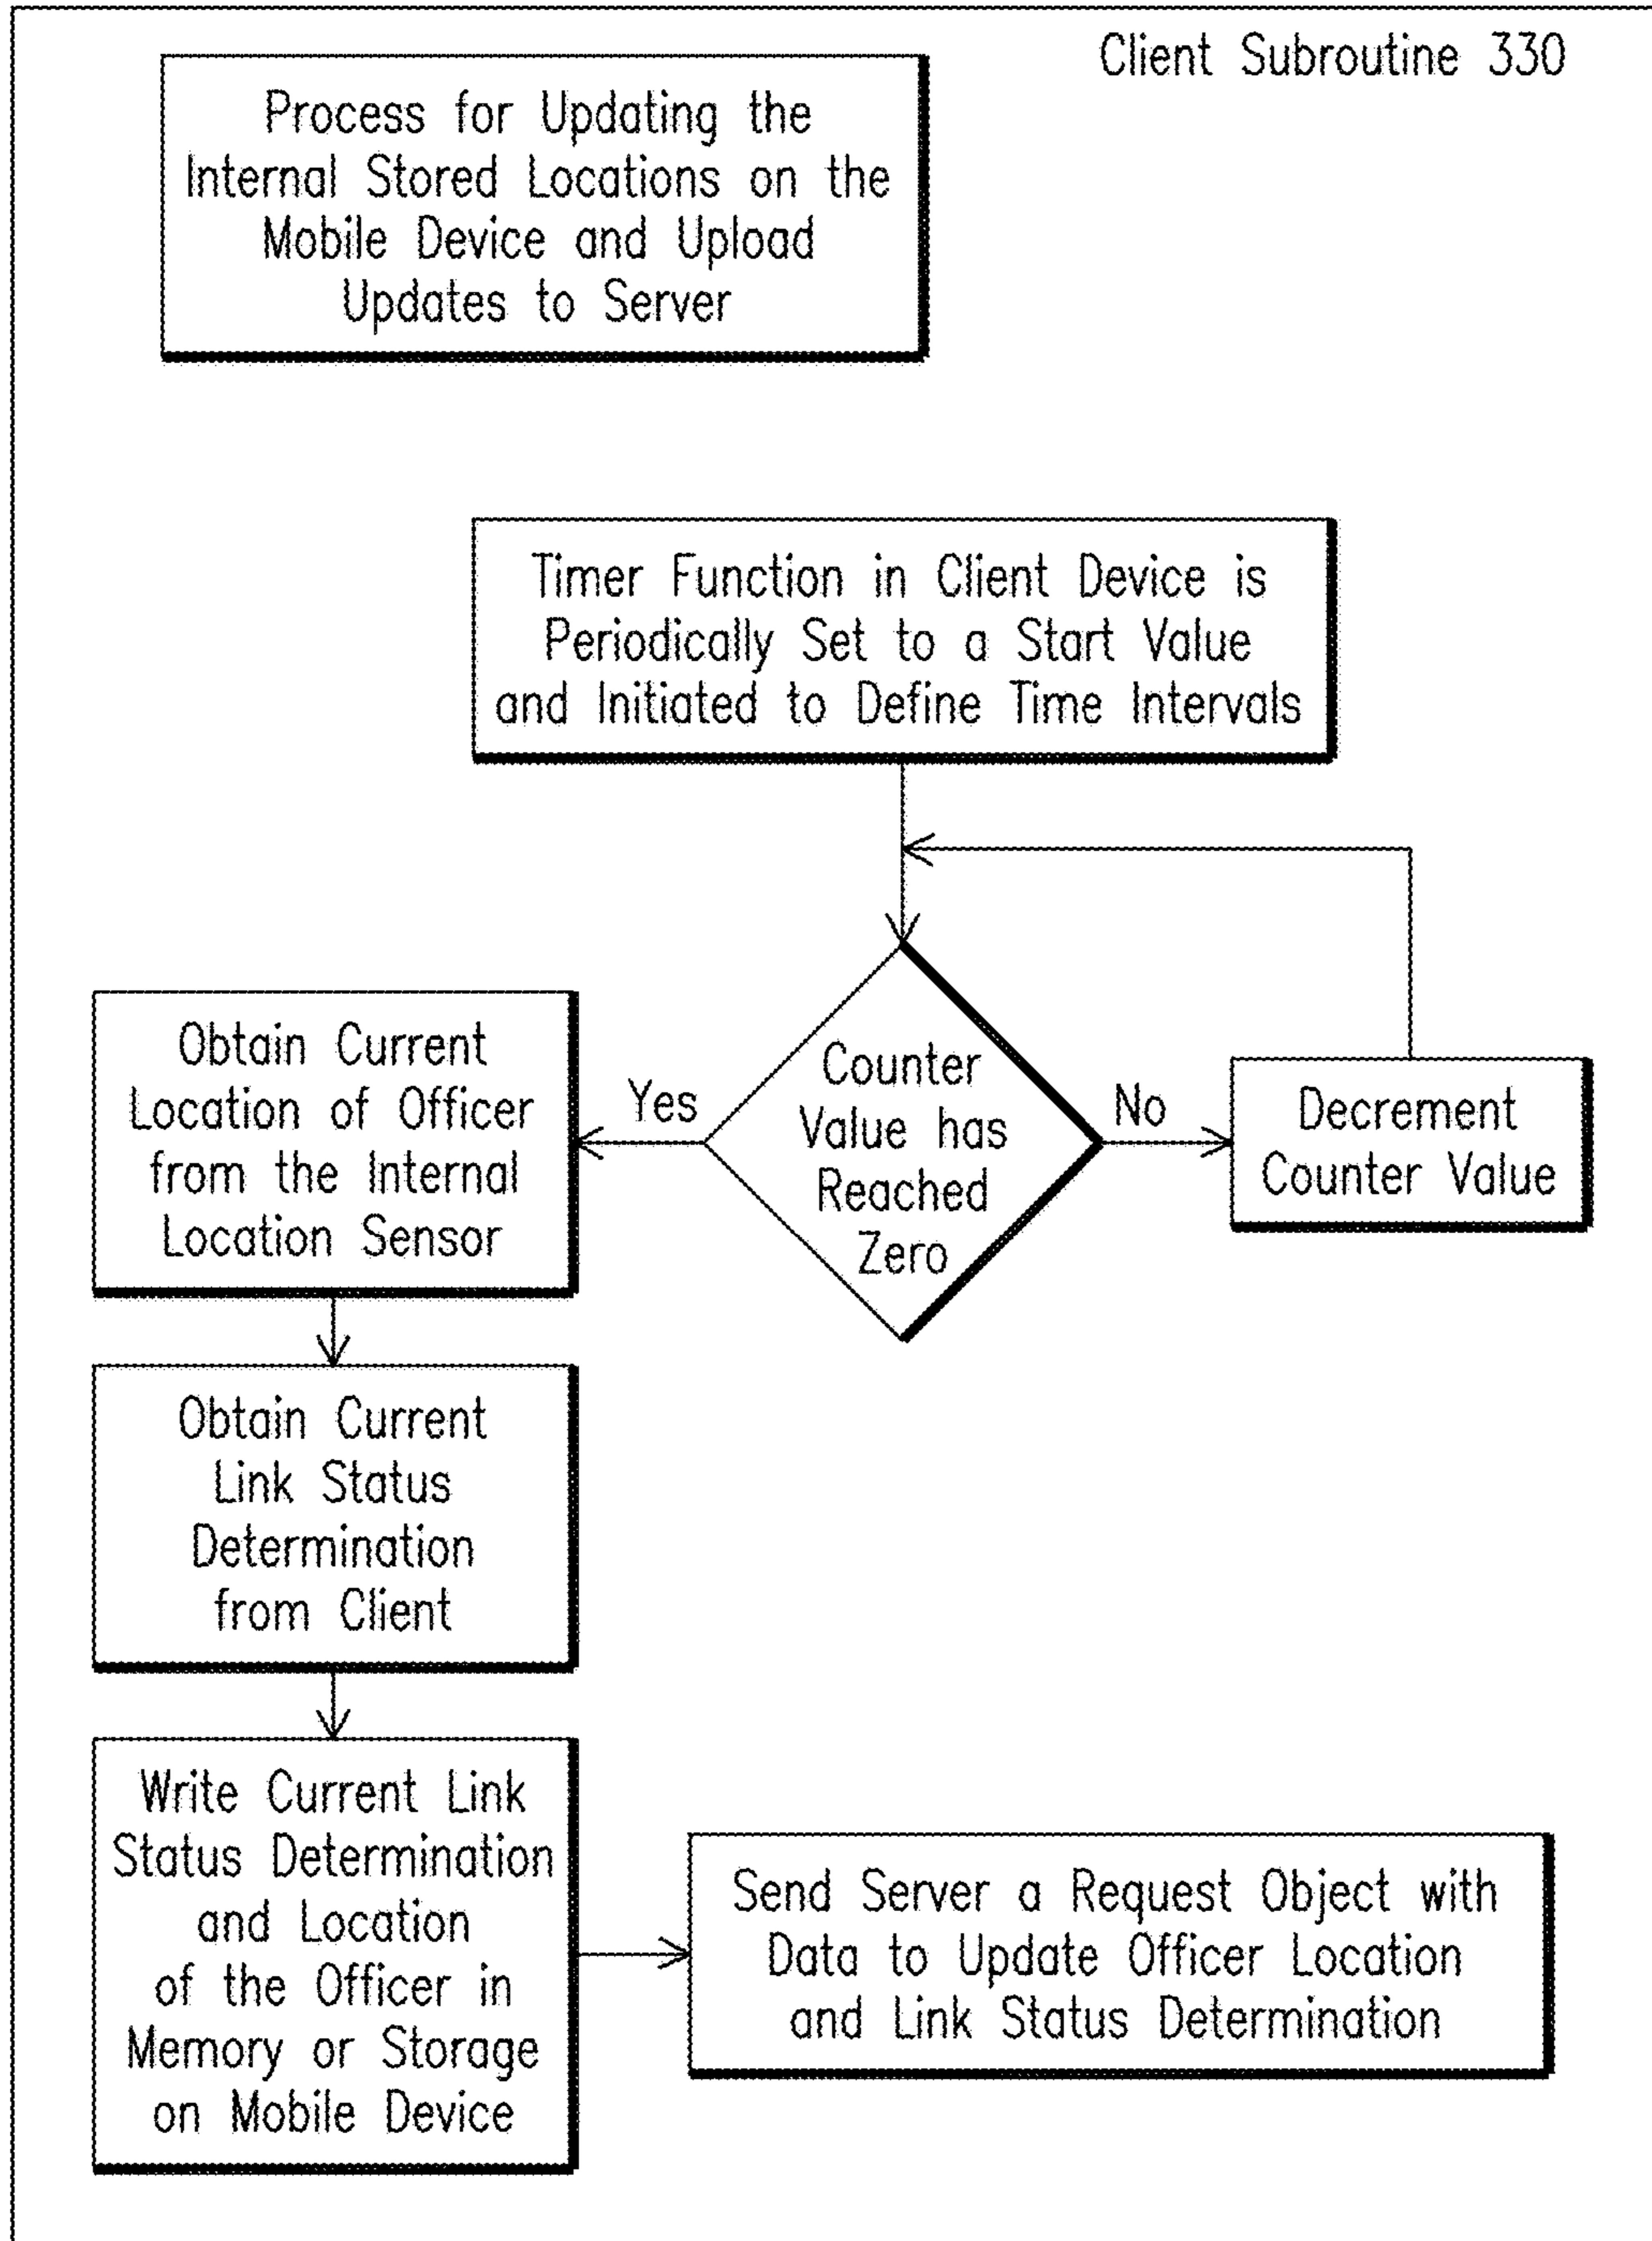 Client Subroutine 330
Process for Updating the
Internal Stored Locations on the
Mobile Device and Upload
Updates to Server
Timer Function in Client Device is
Periodically Set to a Start Value
and Initiated to Define Time Intervals
Counter
Value has
Reached
Zero
Yes
No
Decrement
Counter Value
Obtain Current
Location of Officer
from the Internal
Location Sensor
Obtain Current
Link Status
Determination
from Client
Write Current Link
Status Determination
and Location
of the Officer in
Memory or Storage
on Mobile Device
Send Server a Request Object with
Data to Update Officer Location
and Link Status Determination